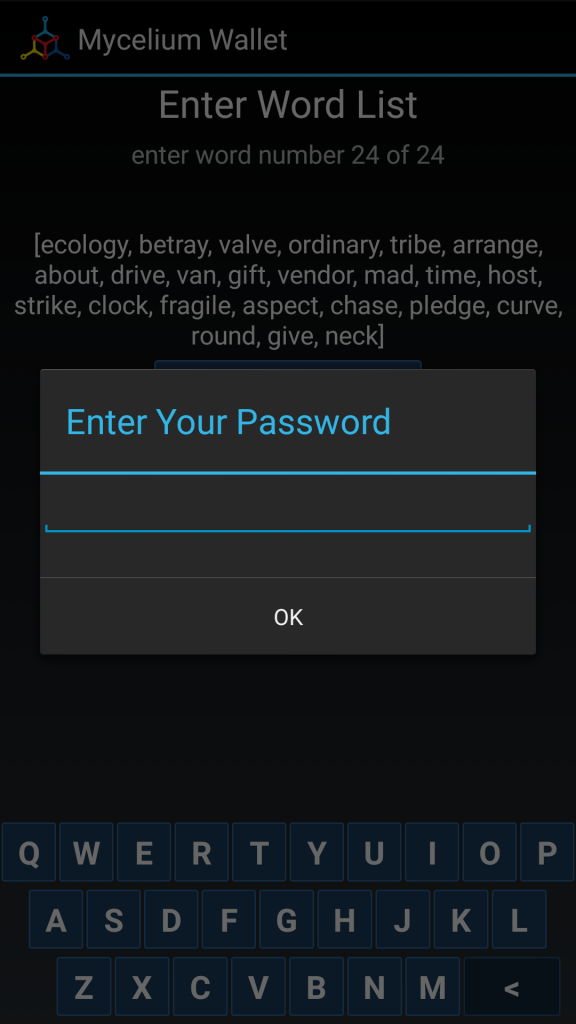 Mycelium Wallet
Enter Word List
enter word number 24 of 24
[ecology, betray, valve, ordinary, tribe, arrange,
about, drive, van, gift, vendor, mad, time, host,
strike, clock, fragile, aspect, chase, pledge, curve,
round, give, neck]
Enter Your Password
OK
Q W E R T Y U I O P
A S D F G H J K L
Z X C V B N M <